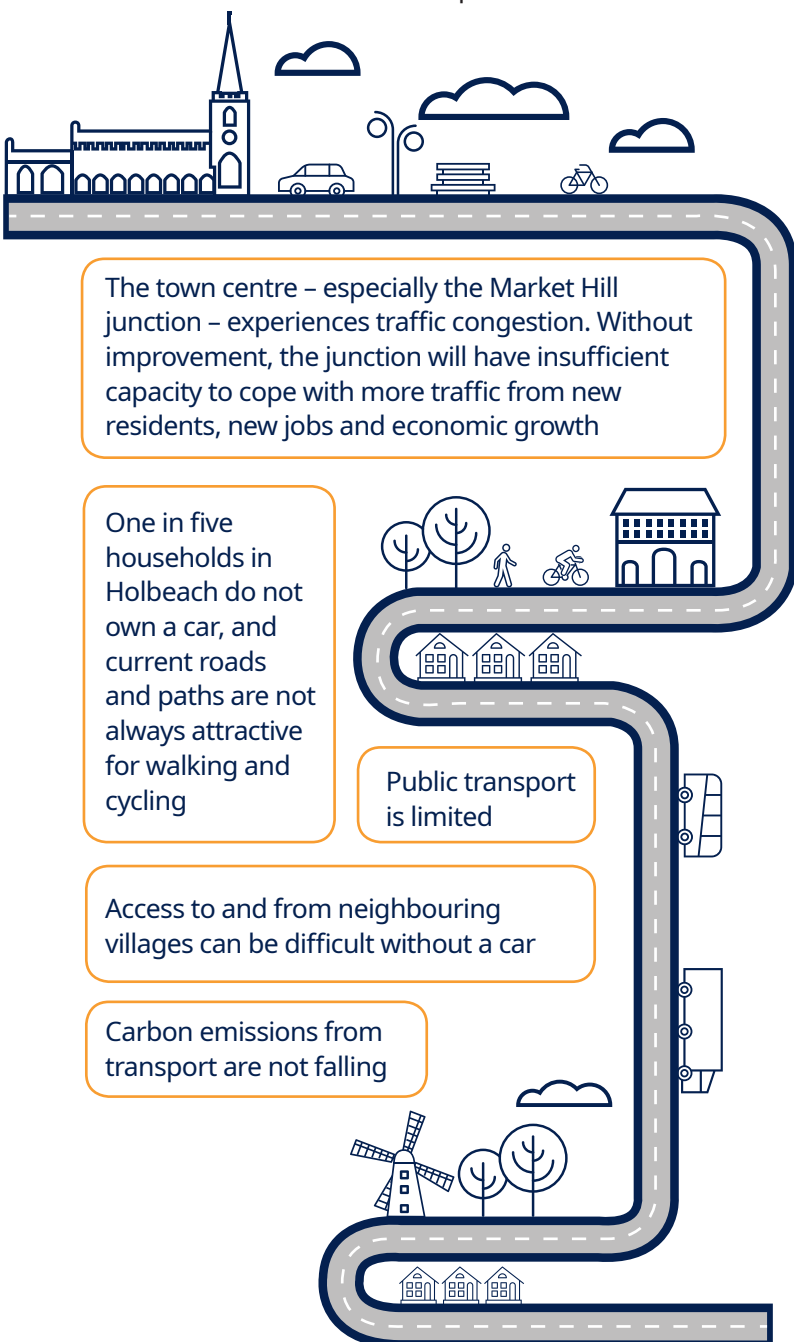 The town centre – especially the Market Hill
junction – experiences traffic congestion. Without
improvement, the junction will have insufficient
capacity to cope with more traffic from new
residents, new jobs and economic growth
One in five
households in
Holbeach do not
own a car, and
current roads
and paths are not
always attractive
for walking and
cycling
Public transport
is limited
Access to and from neighbouring
villages can be difficult without a car
Carbon emissions from
transport are not falling